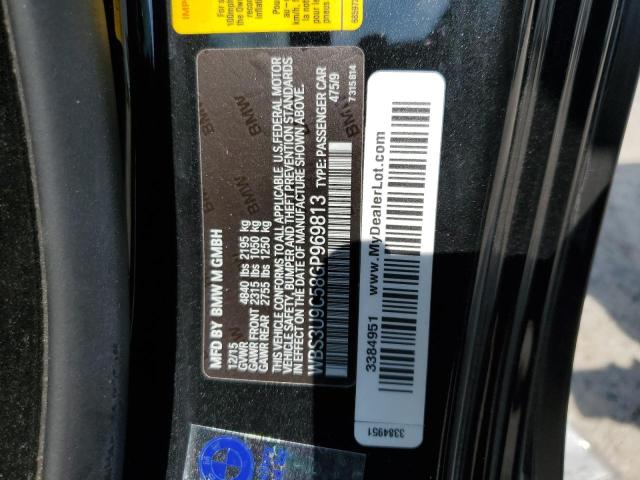 MFD BY BMW M GMBH
12/15
GVWR 4840 lbs 2195 kg
GAWR FRONT 2315 lbs 1050 kg
GAWR REAR 2755 lbs 1250 kg
THIS VEHICLE CONFORMS TO ALL APPLICABLE U.S. FEDERAL MOTOR
VEHICLE SAFETY, BUMPER AND THEFT PREVENTION STANDARDS
IN EFFECT ON THE DATE OF MANUFACTURE SHOWN ABOVE.
WBS3U9C58GP969813 TYPE: PASSENGER CAR
475/9
7 315 814
BMW
BMW
3384951 www.MyDealerLot.com
3384951